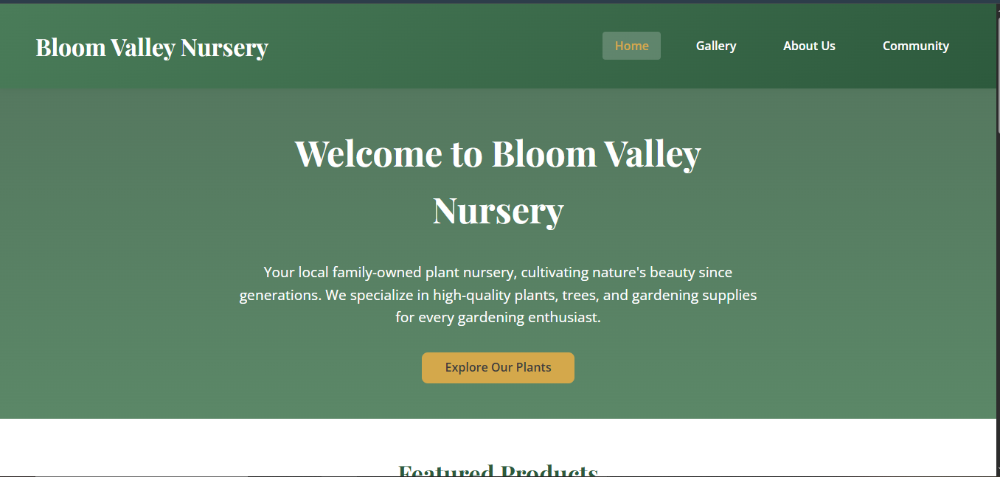 Bloom Valley Nursery
Home Gallery About Us Community
Welcome to Bloom Valley
Nursery
Your local family-owned plant nursery, cultivating nature's beauty since
generations. We specialize in high-quality plants, trees, and gardening supplies
for every gardening enthusiast.
Explore Our Plants
Featured Products